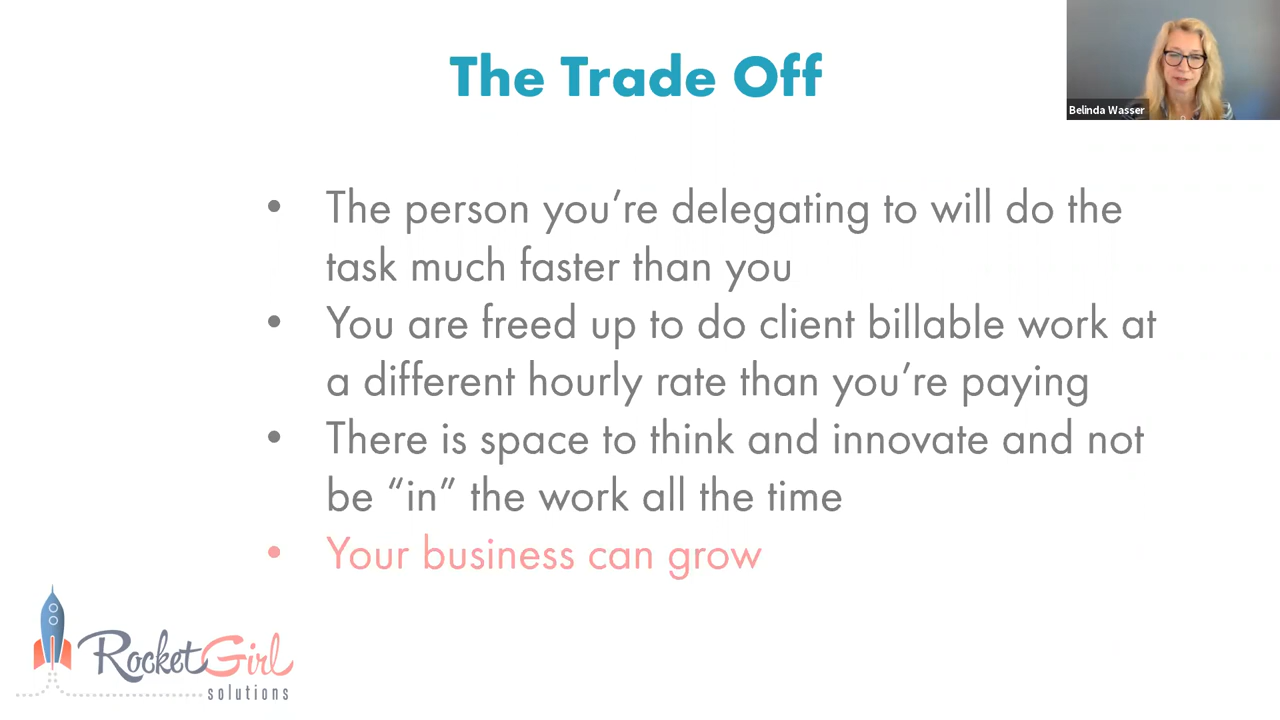 The Trade Off
Belinda Wasser
• The person you’re delegating to will do the
task much faster than you
• You are freed up to do client billable work at
a different hourly rate than you’re paying
• There is space to think and innovate and not
be “in” the work all the time
• Your business can grow
RocketGirl
solutions